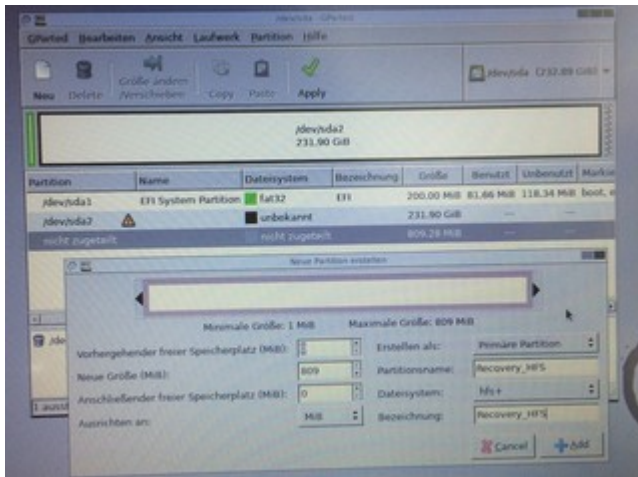 /dev/sda - GParted
GParted Bearbeiten Ansicht Laufwerk Partition Hilfe
Neu Delete Größe ändern /Verschieben Copy Paste Apply
/dev/sda (232.89 GiB)
/dev/sda2
231.90 GiB
Partition Name Dateisystem Bezeichnung Größe Benutzt Unbenutzt Markie
/dev/sda1 EFI System Partition fat32 EFI 200.00 MiB 81.66 MiB 118.34 MiB boot, e
/dev/sda2 unbekannt 231.90 GiB --- ---
nicht zugeteilt nicht zugeteilt 809.28 MiB --- ---
Neue Partition erstellen
Minimale Größe: 1 MiB Maximale Größe: 809 MiB
Vorhergehender freier Speicherplatz (MiB): Erstellen als: Primäre Partition
Neue Größe (MiB): 809 Partitionsname: Recovery_HFS
Anschließender freier Speicherplatz (MiB): 0 Dateisystem: hfs+
Ausrichten an: MiB Bezeichnung: Recovery_HFS
Cancel Add